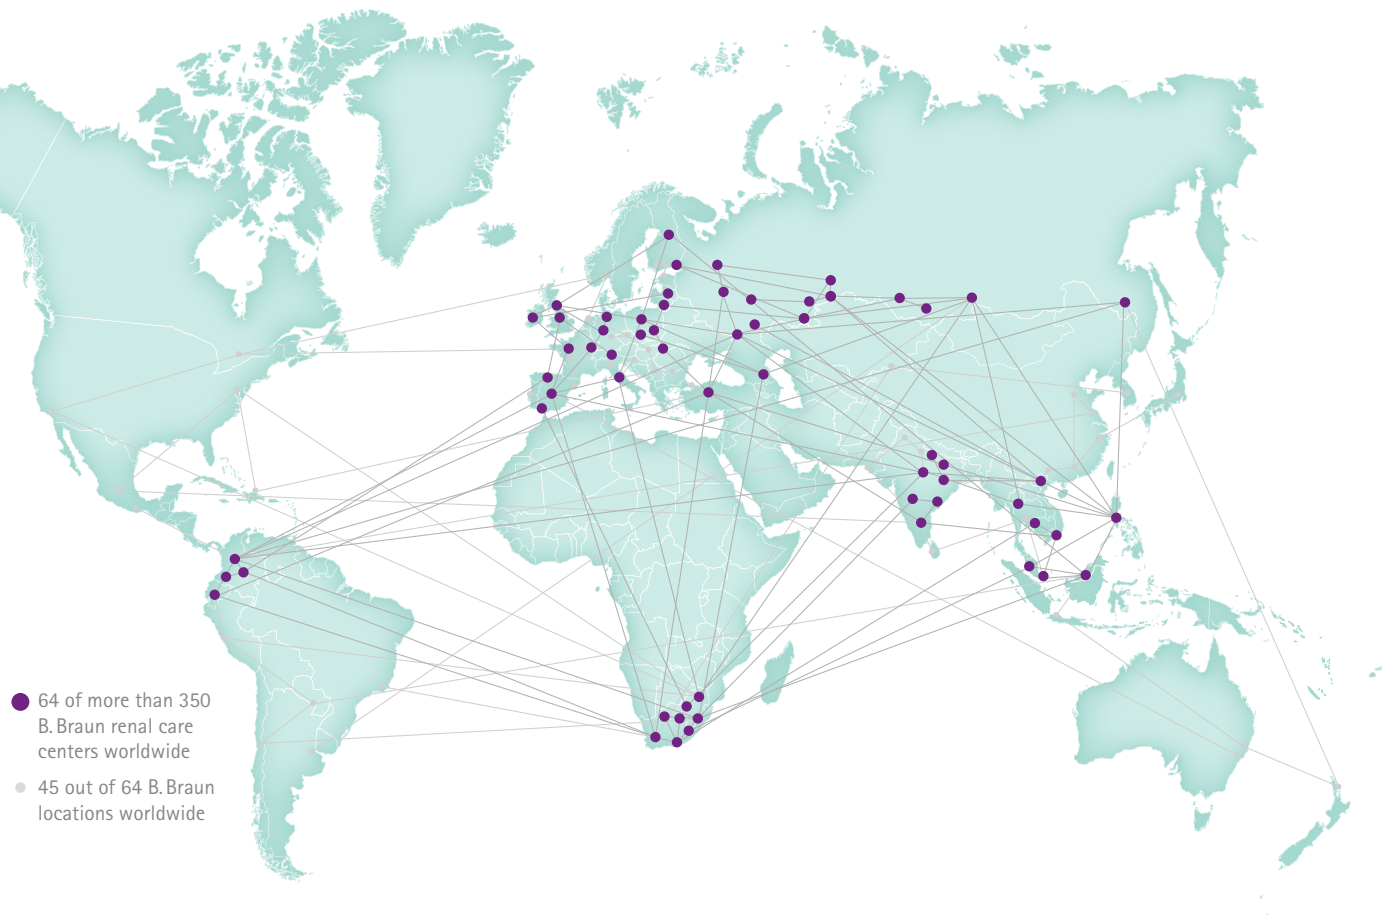 64 of more than 350
B. Braun renal care
centers worldwide
45 out of 64 B. Braun
locations worldwide